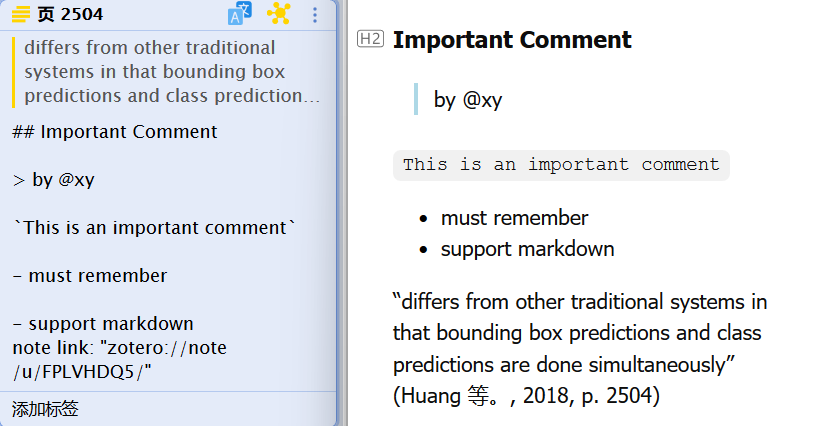 页 2504
differs from other traditional
systems in that bounding box
predictions and class prediction...
## Important Comment
> by @xy
`This is an important comment`
- must remember
- support markdown
note link: "zotero://note
/u/FPLVHDQ5/"
添加标签
H2 Important Comment
by @xy
This is an important comment
• must remember
• support markdown
“differs from other traditional systems in
that bounding box predictions and class
predictions are done simultaneously”
(Huang 等。, 2018, p. 2504)